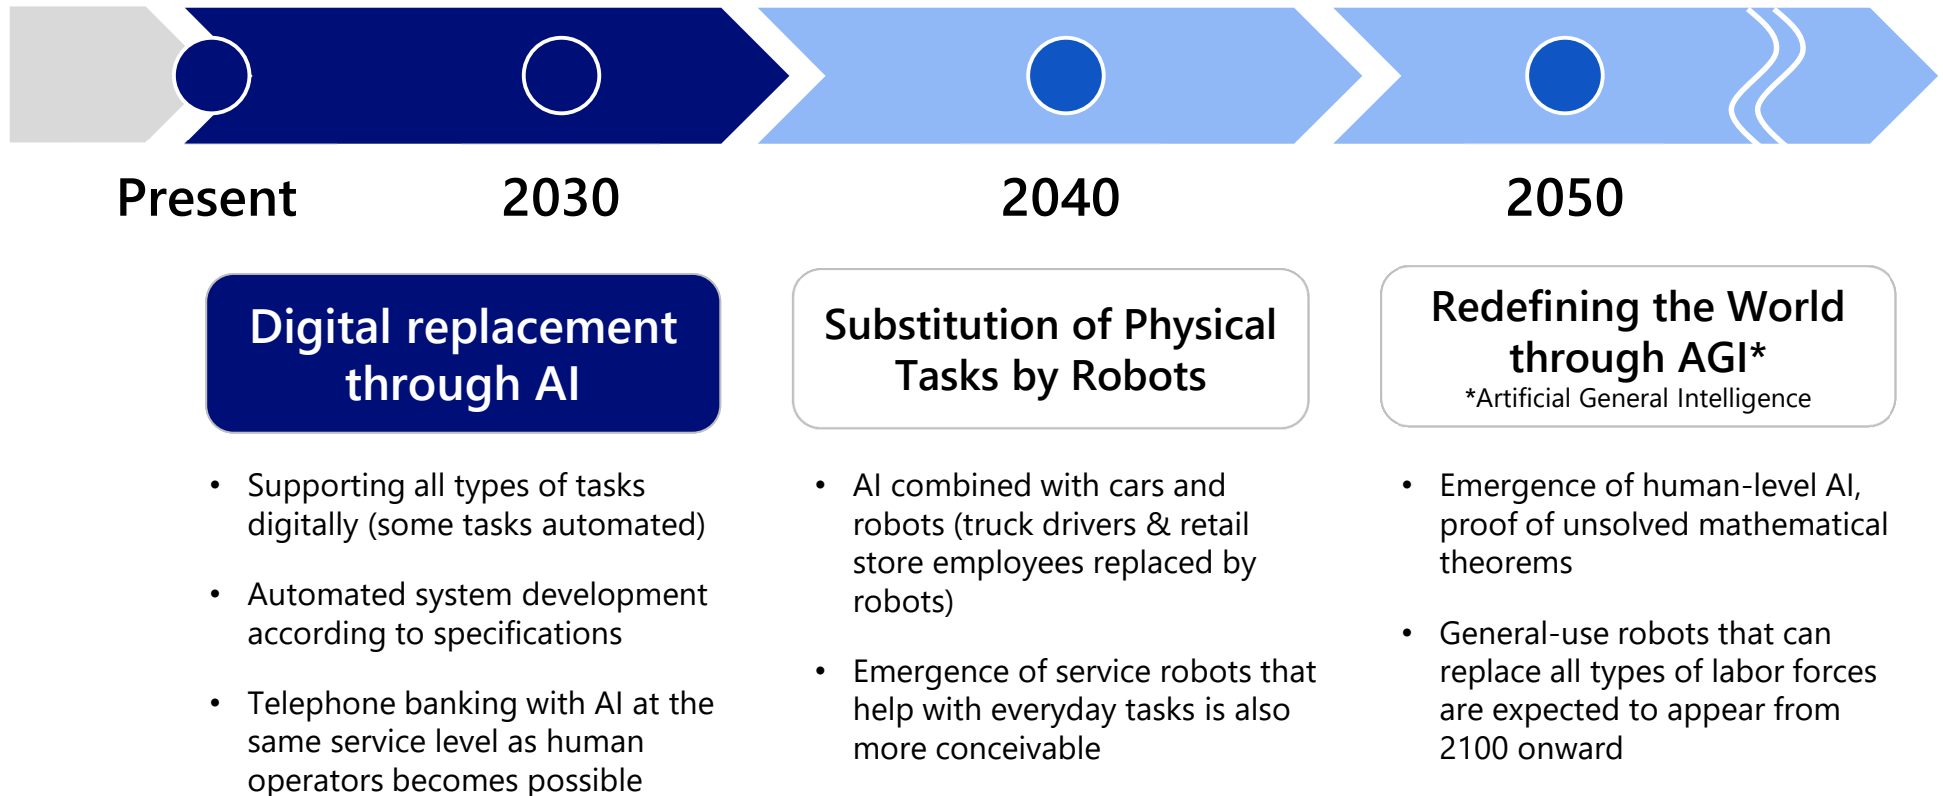 Present
2030
2040
2050
Digital replacement
through AI
• Supporting all types of tasks
digitally (some tasks automated)
• Automated system development
according to specifications
• Telephone banking with AI at the
same service level as human
operators becomes possible
Substitution of Physical
Tasks by Robots
• AI combined with cars and
robots (truck drivers & retail
store employees replaced by
robots)
• Emergence of service robots that
help with everyday tasks is also
more conceivable
Redefining the World
through AGI*
*Artificial General Intelligence
• Emergence of human-level AI,
proof of unsolved mathematical
theorems
• General-use robots that can
replace all types of labor forces
are expected to appear from
2100 onward